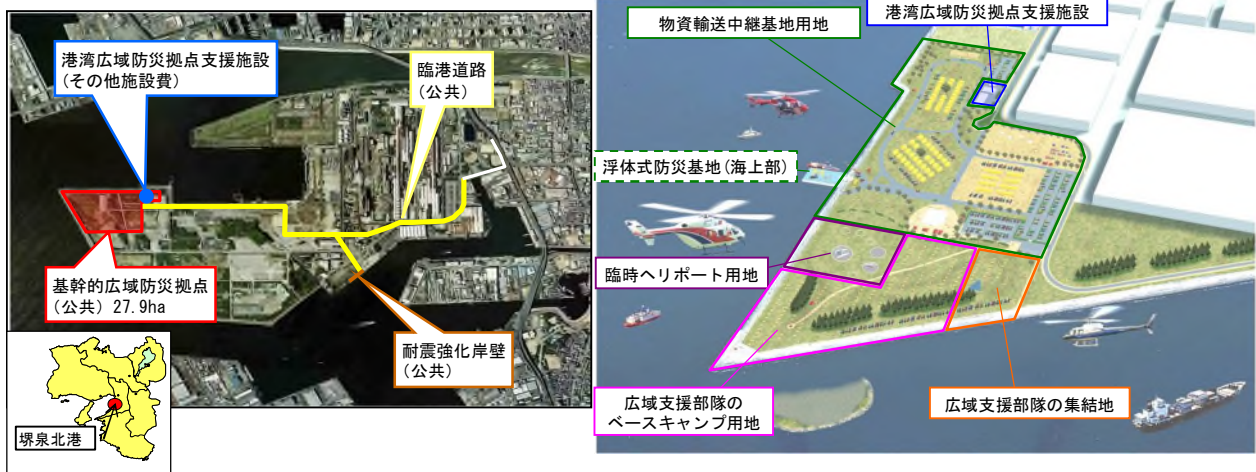 港湾広域防災拠点支援施設
(その他施設費)
臨港道路
(公共)
基幹的広域防災拠点
(公共) 27.9ha
耐震強化岸壁
(公共)
堺泉北港
物資輸送中継基地用地
港湾広域防災拠点支援施設
浮体式防災基地(海上部)
臨時ヘリポート用地
広域支援部隊の
ベースキャンプ用地
広域支援部隊の集結地